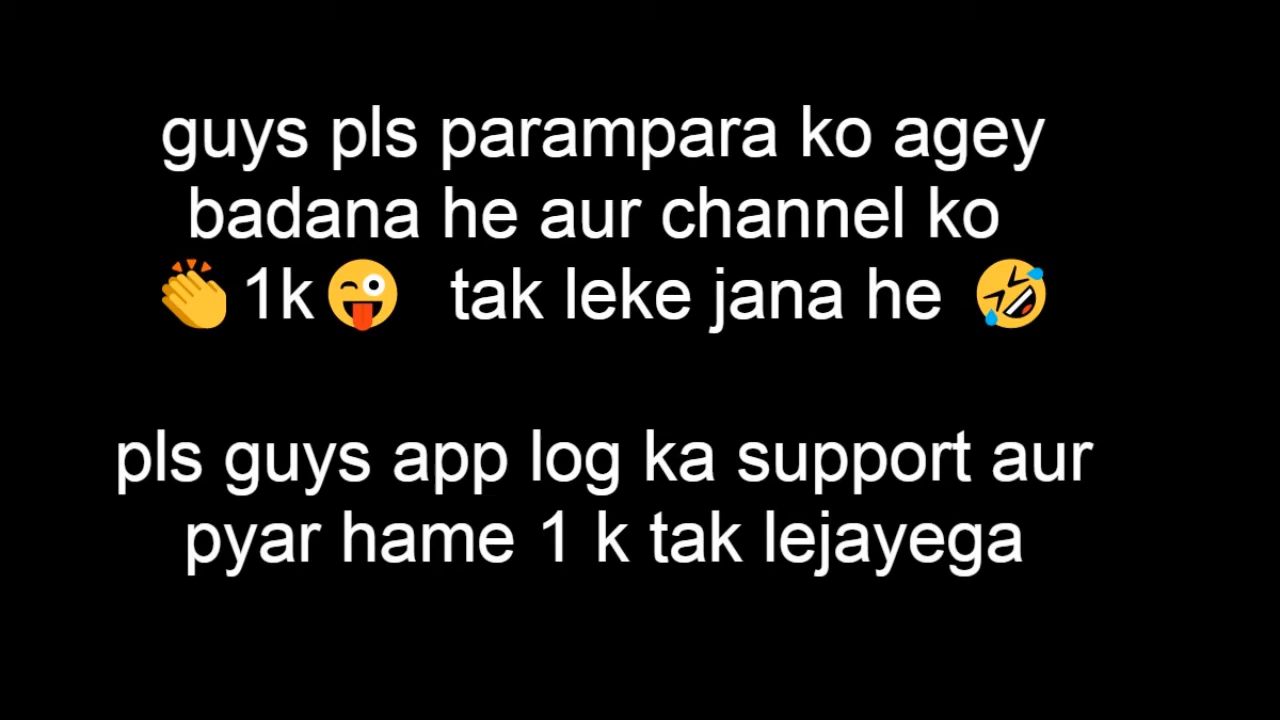 guys pls parampara ko agey
badana he aur channel ko
👏 1k😜 tak leke jana he 🤣
pls guys app log ka support aur
pyar hame 1 k tak lejayega